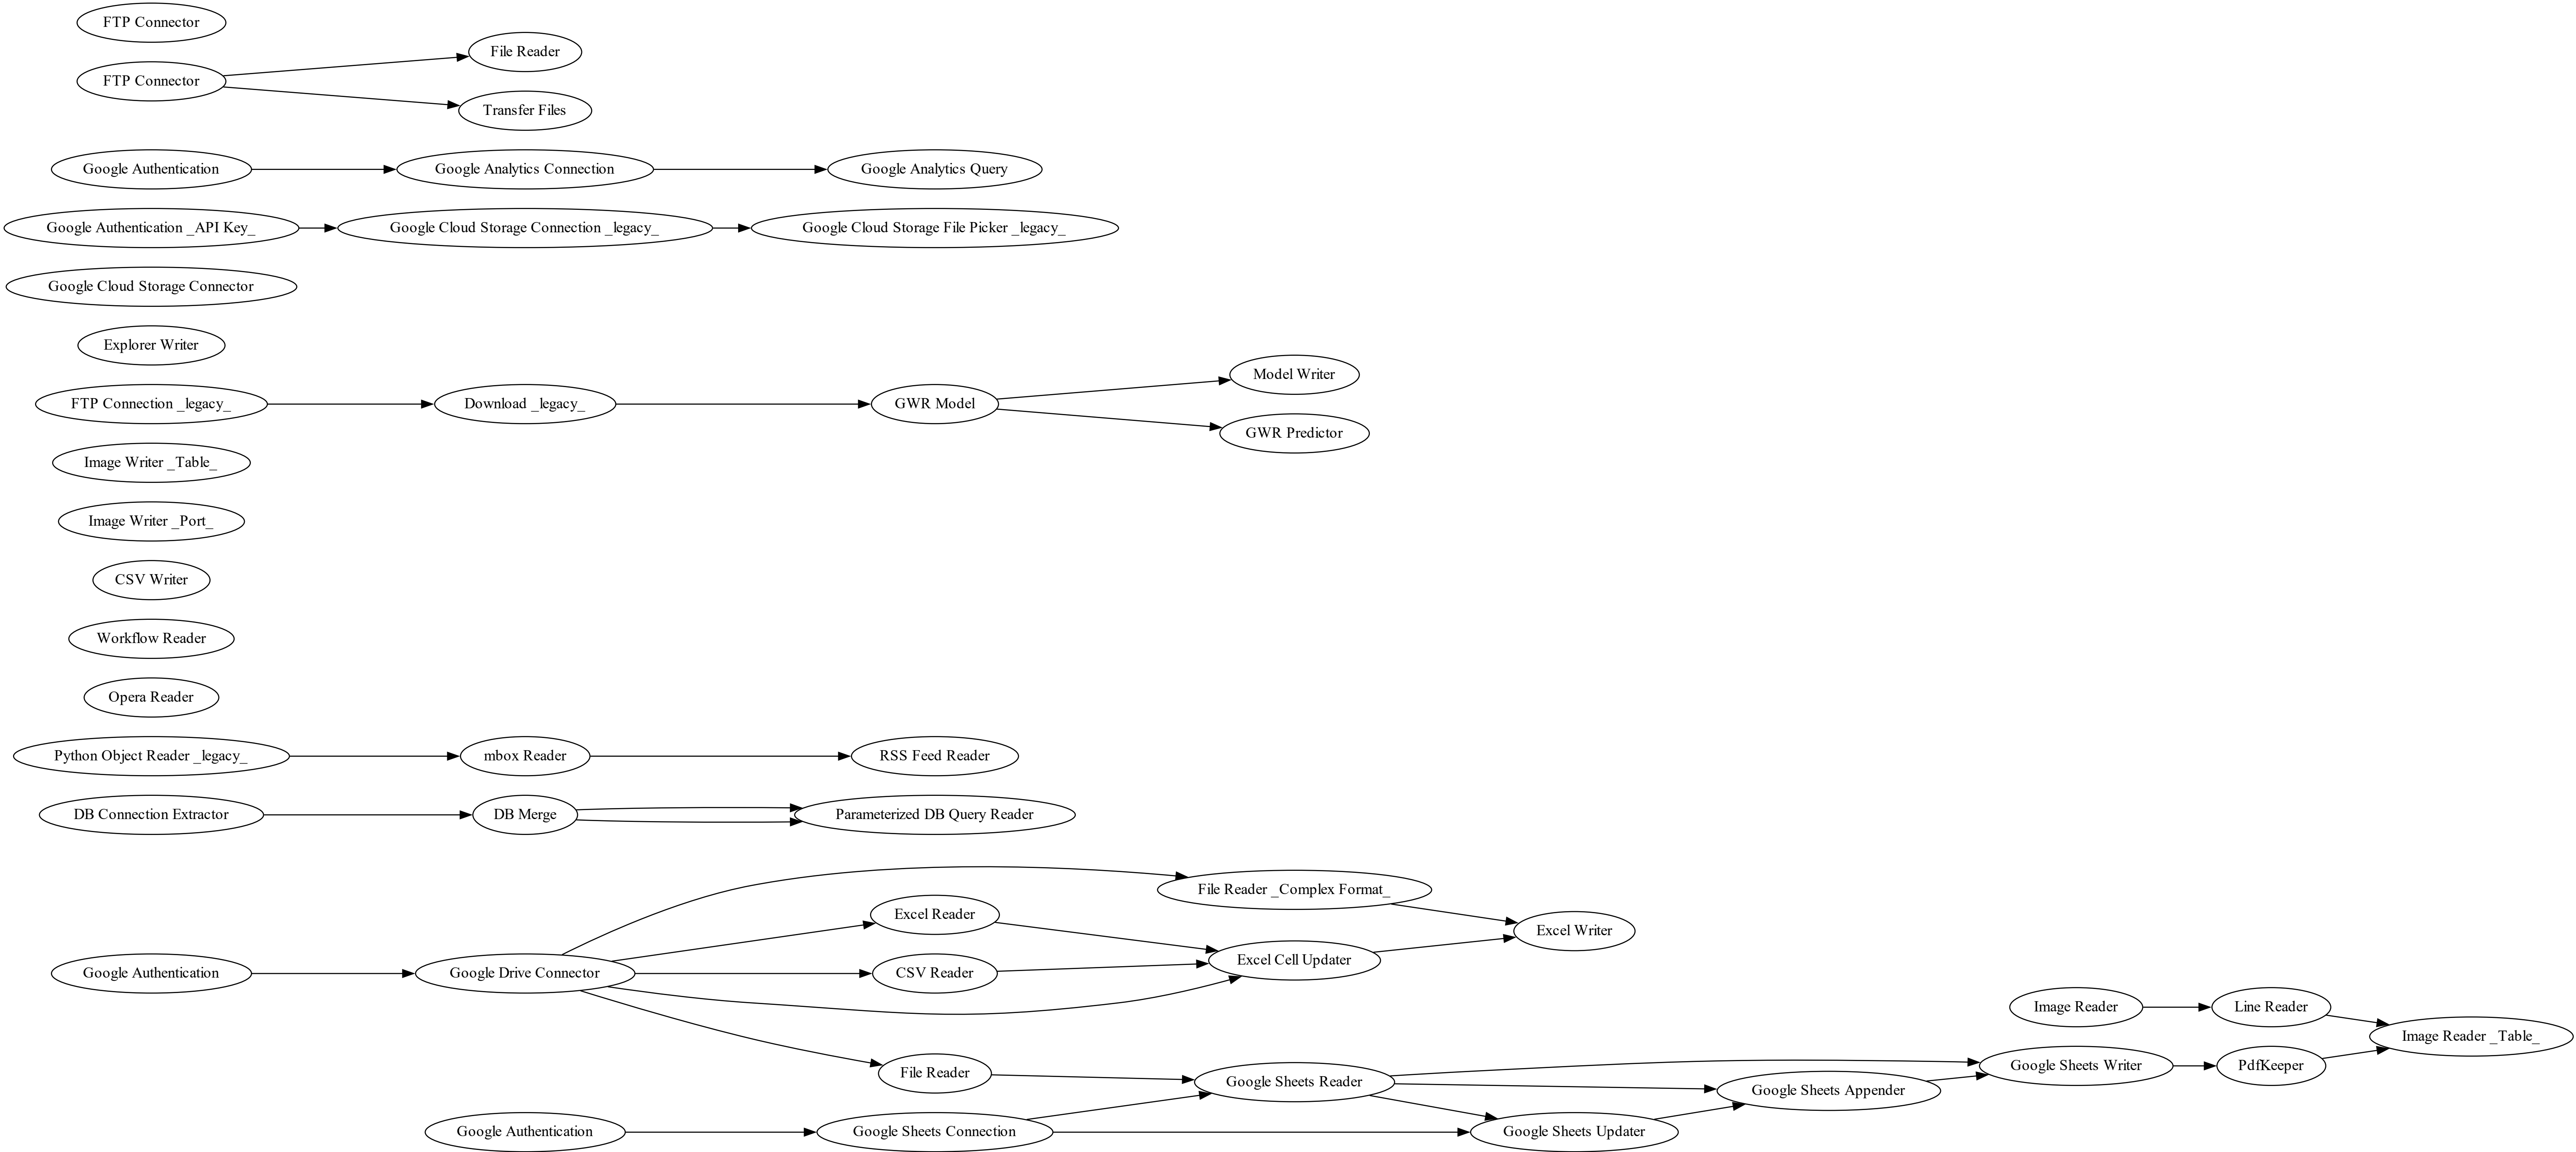 FTP Connector
File Reader
FTP Connector
Transfer Files
Google Authentication
Google Analytics Connection
Google Analytics Query
Google Authentication _API Key_
Google Cloud Storage Connection _legacy_
Google Cloud Storage File Picker _legacy_
Google Cloud Storage Connector
Explorer Writer
Model Writer
FTP Connection _legacy_
Download _legacy_
GWR Model
GWR Predictor
Image Writer _Table_
Image Writer _Port_
CSV Writer
Workflow Reader
Opera Reader
Python Object Reader _legacy_
mbox Reader
RSS Feed Reader
DB Connection Extractor
DB Merge
Parameterized DB Query Reader
File Reader _Complex Format_
Excel Reader
Excel Writer
Excel Cell Updater
Google Authentication
Google Drive Connector
CSV Reader
Image Reader
Line Reader
Image Reader _Table_
File Reader
Google Sheets Reader
Google Sheets Writer
PdfKeeper
Google Sheets Appender
Google Authentication
Google Sheets Connection
Google Sheets Updater